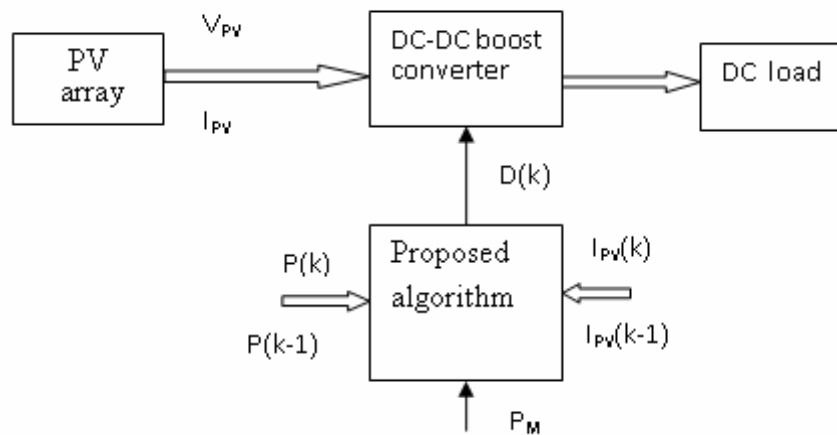 V_PV
PV
array
I_PV
DC-DC boost
converter
DC load
D(k)
P(k)
P(k-1)
Proposed
algorithm
I_PV(k)
I_PV(k-1)
P_M